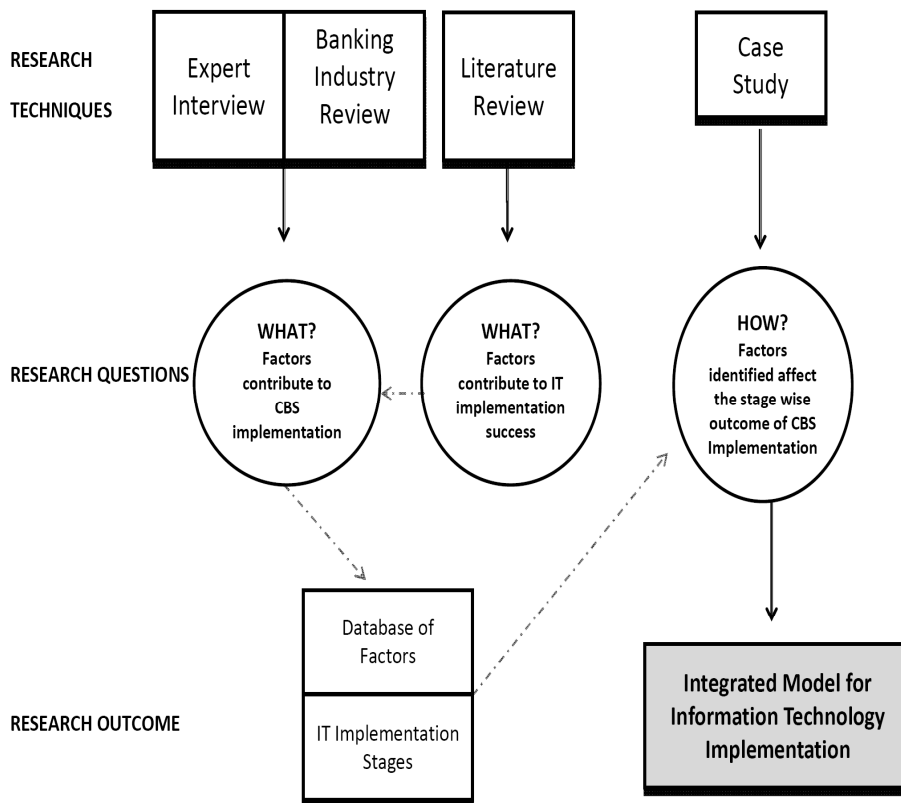 RESEARCH
TECHNIQUES
Expert
Interview
Banking
Industry
Review
Literature
Review
Case
Study
RESEARCH QUESTIONS
WHAT?
Factors
contribute to
CBS
implementation
WHAT?
Factors
contribute to IT
implementation
success
HOW?
Factors
identified affect
the stage wise
outcome of CBS
Implementation
RESEARCH OUTCOME
Database of
Factors
IT Implementation
Stages
Integrated Model for
Information Technology
Implementation